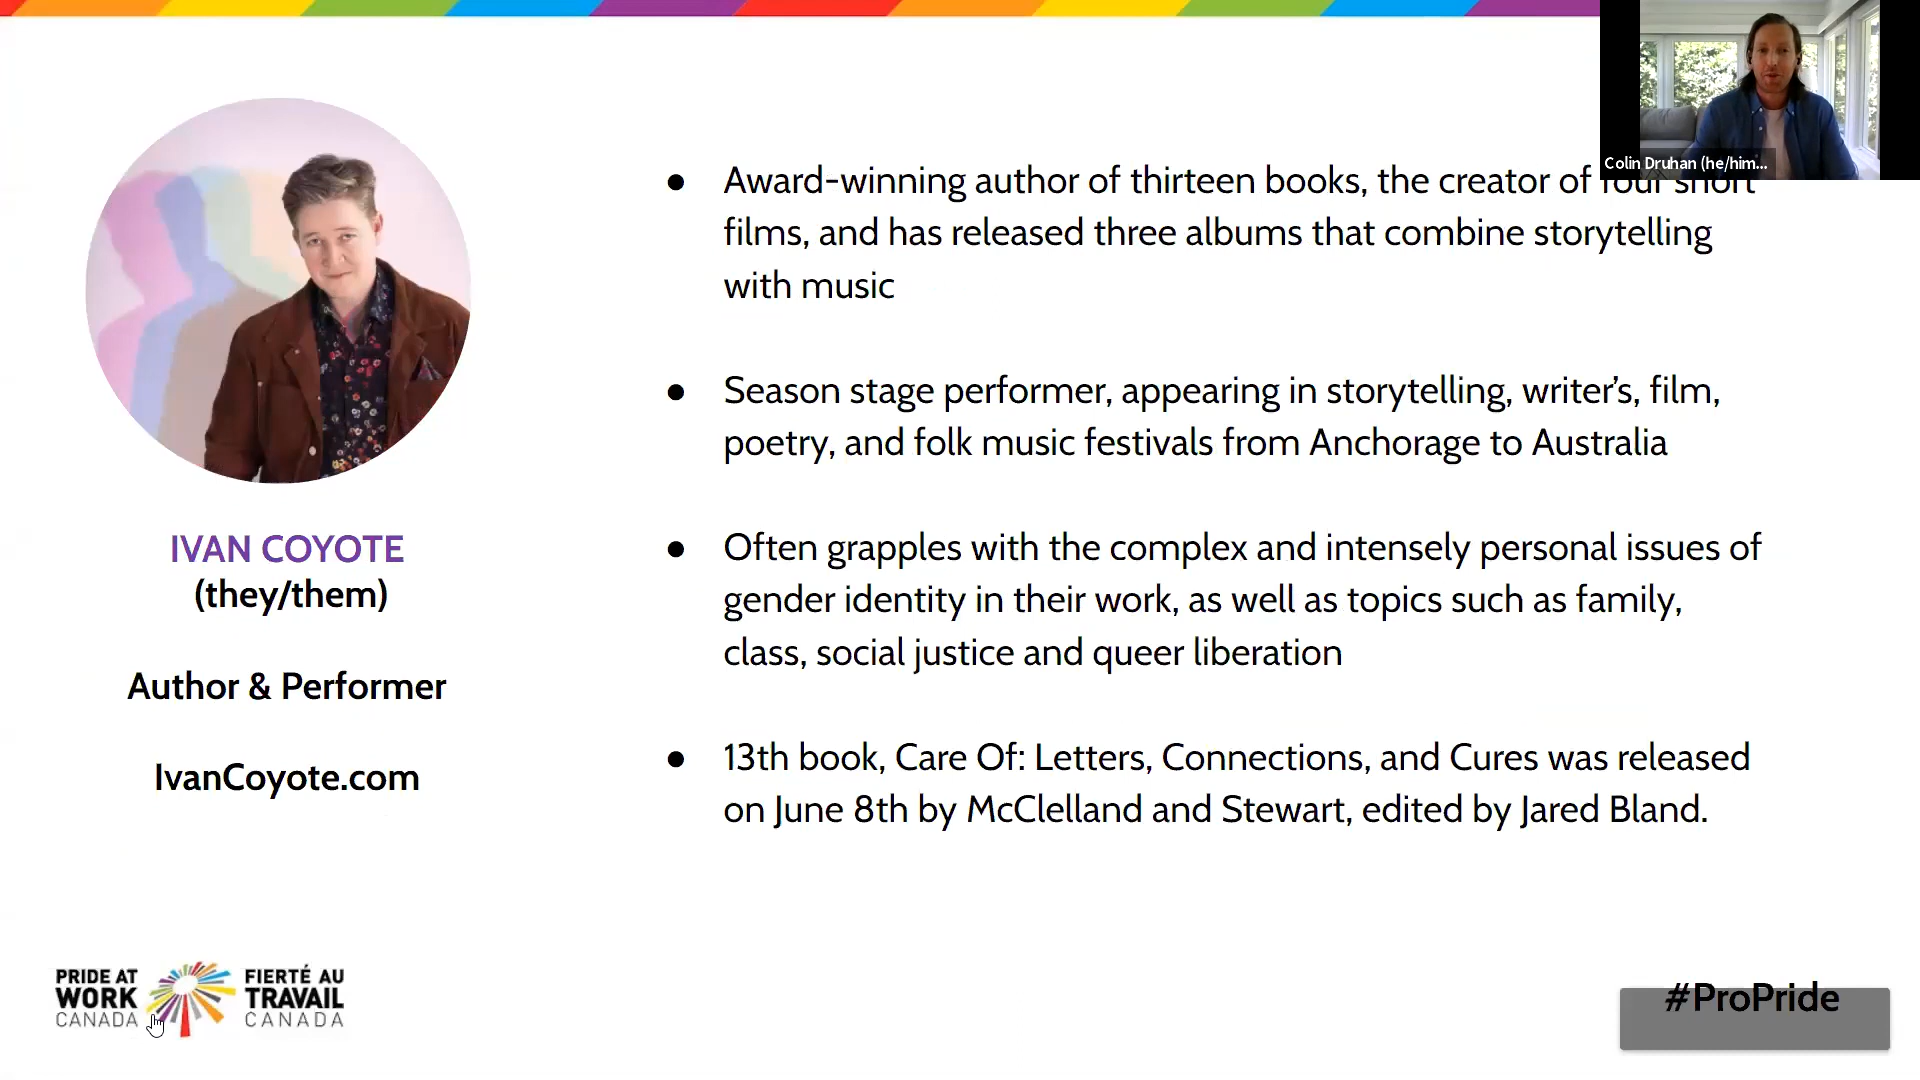 Colin Druhan (he/him...
● Award-winning author of thirteen books, the creator of four short
films, and has released three albums that combine storytelling
with music
● Season stage performer, appearing in storytelling, writer's, film,
poetry, and folk music festivals from Anchorage to Australia
● Often grapples with the complex and intensely personal issues of
gender identity in their work, as well as topics such as family,
class, social justice and queer liberation
● 13th book, Care Of: Letters, Connections, and Cures was released
on June 8th by McClelland and Stewart, edited by Jared Bland.
IVAN COYOTE
(they/them)
Author & Performer
IvanCoyote.com
PRIDE AT
WORK
CANADA
FIERTÉ AU
TRAVAIL
CANADA
#ProPride